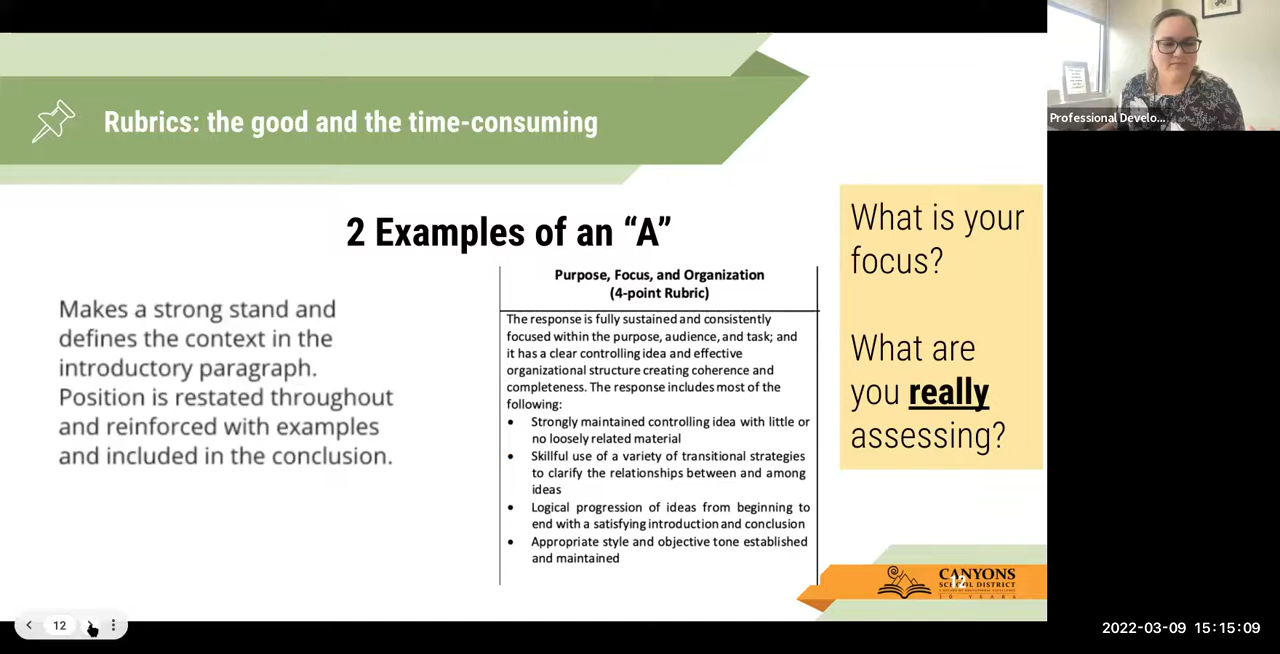 Rubrics: the good and the time-consuming
2 Examples of an “A”
Makes a strong stand and
defines the context in the
introductory paragraph.
Position is restated throughout
and reinforced with examples
and included in the conclusion.
Purpose, Focus, and Organization
(4-point Rubric)
The response is fully sustained and consistently
focused within the purpose, audience, and task; and
it has a clear controlling idea and effective
organizational structure creating coherence and
completeness. The response includes most of the
following:
• Strongly maintained controlling idea with little or
no loosely related material
• Skillful use of a variety of transitional strategies
to clarify the relationships between and among
ideas
• Logical progression of ideas from beginning to
end with a satisfying introduction and conclusion
• Appropriate style and objective tone established
and maintained
What is your
focus?
What are
you really
assessing?
Professional Develo...
CANYONS
SCHOOL DISTRICT
12
12
2022-03-09 15:15:09